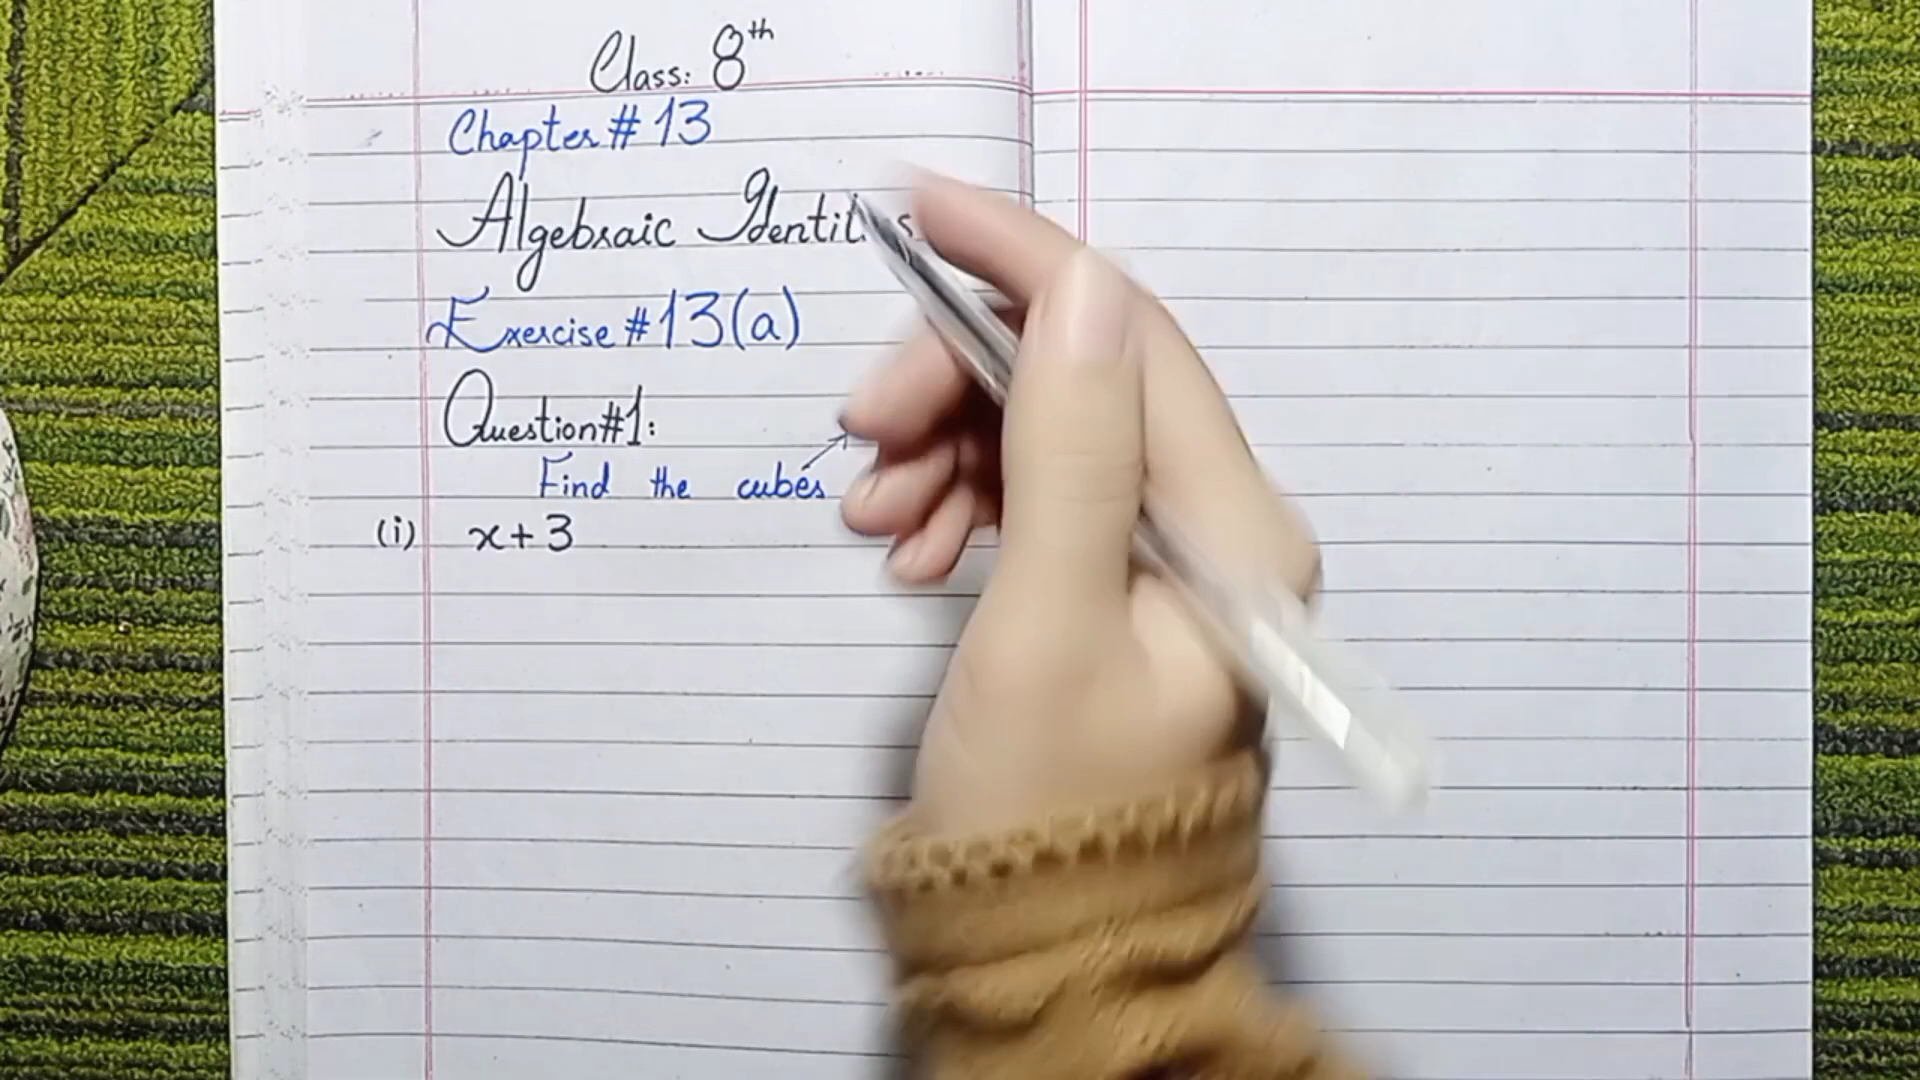 Class: 8th
Chapter # 13
Algebraic
Exercise # 13(a)
Question#1:
Find the cubes
(i) x+3